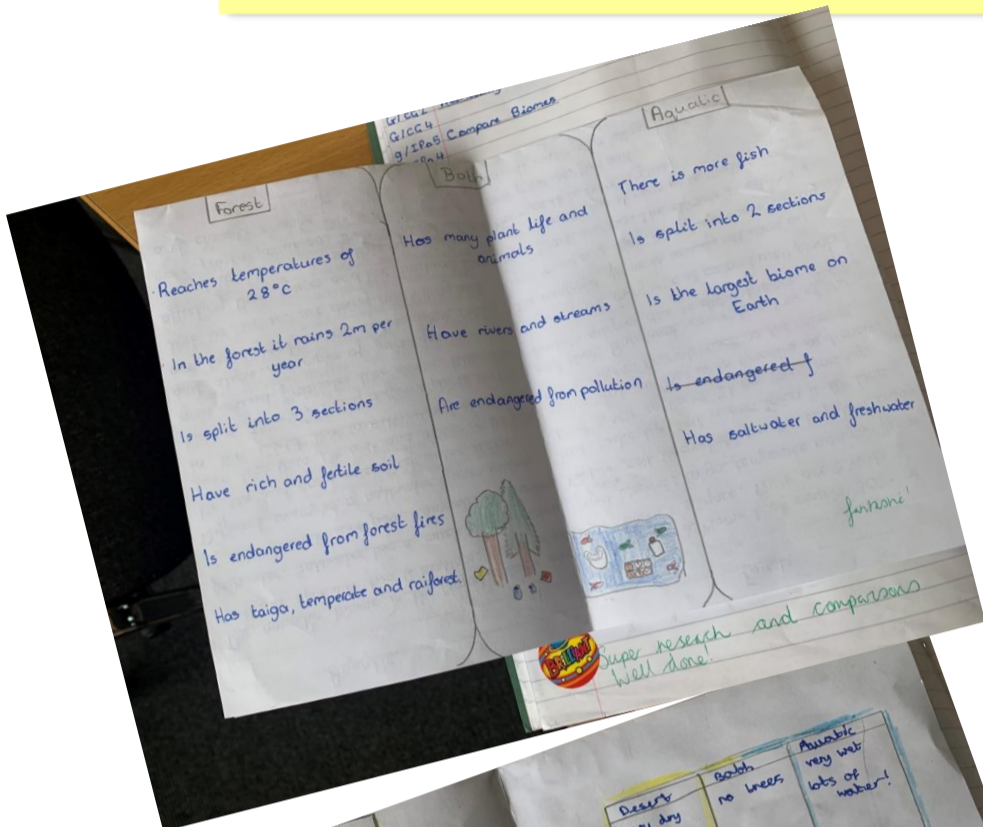 G/CG4
g/IPa5 Compare Biomes
Forest
Reaches temperatures of
28°C
In the forest it rains 2m per
year
Is split into 3 sections
Have rich and fertile soil
Is endangered from forest fires
Has taiga, temperate and raiforest.
Both
Has many plant life and
animals
Have rivers and streams
Are endangered from pollution
Aquatic
There is more fish
Is split into 2 sections
Is the largest biome on
Earth
Is endangered f
Has saltwater and freshwater
fantastic!
BRILLIANT
Super research and comparisons
Well done.
Desert
dry
Both
no trees
Aquatic
very wet
lots of
water!